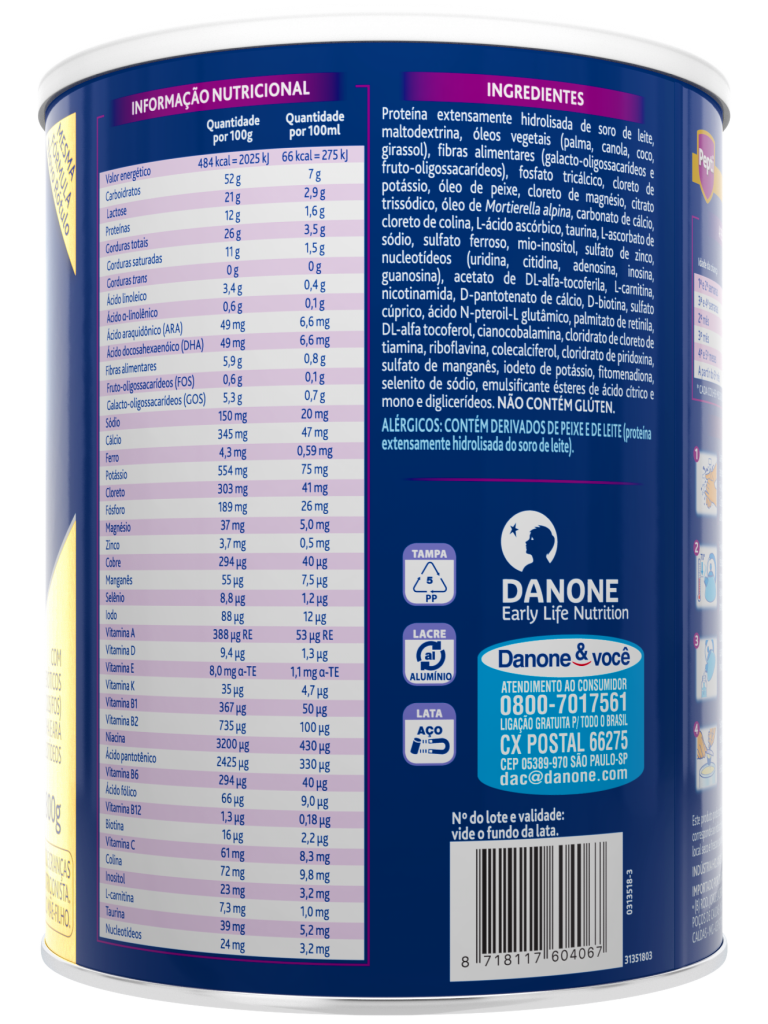 MESMA
FÓRMULA
INFORMAÇÃO NUTRICIONAL
Quantidade por 100g Quantidade por 100ml
Valor energético 484 kcal = 2025 kJ 66 kcal = 275 kJ
Carboidratos 52 g 7 g
Lactose 21 g 2,9 g
Proteínas 12 g 1,6 g
Gorduras totais 26 g 3,5 g
Gorduras saturadas 11 g 1,5 g
Gorduras trans 0 g 0 g
Ácido linoleico 3,4 g 0,4 g
Ácido α-linolênico 0,6 g 0,1 g
Ácido araquidônico (ARA) 49 mg 6,6 mg
Ácido docosahexaenóico (DHA) 49 mg 6,6 mg
Fibras alimentares 5,9 g 0,8 g
Fruto-oligossacarídeos (FOS) 0,6 g 0,1 g
Galacto-oligossacarídeos (GOS) 5,3 g 0,7 g
Sódio 150 mg 20 mg
Cálcio 345 mg 47 mg
Ferro 4,3 mg 0,59 mg
Potássio 554 mg 75 mg
Cloreto 303 mg 41 mg
Fósforo 189 mg 26 mg
Magnésio 37 mg 5,0 mg
Zinco 3,7 mg 0,5 mg
Cobre 294 µg 40 µg
Manganês 55 µg 7,5 µg
Selênio 8,8 µg 1,2 µg
Iodo 88 µg 12 µg
Vitamina A 388 µg RE 53 µg RE
Vitamina D 9,4 µg 1,3 µg
Vitamina E 8,0 mg α-TE 1,1 mg α-TE
Vitamina K 35 µg 4,7 µg
Vitamina B1 367 µg 50 µg
Vitamina B2 735 µg 100 µg
Niacina 3200 µg 430 µg
Ácido pantotênico 2425 µg 330 µg
Vitamina B6 294 µg 40 µg
Ácido fólico 66 µg 9,0 µg
Vitamina B12 1,3 µg 0,18 µg
Biotina 16 µg 2,2 µg
Vitamina C 61 mg 8,3 mg
Colina 72 mg 9,8 mg
Inositol 23 mg 3,2 mg
L-carnitina 7,3 mg 1,0 mg
Taurina 39 mg 5,2 mg
Nucleotídeos 24 mg 3,2 mg
INGREDIENTES
Proteína extensamente hidrolisada de soro de leite,
maltodextrina, óleos vegetais (palma, canola, coco,
girassol), fibras alimentares (galacto-oligossacarídeos e
fruto-oligossacarídeos), fosfato tricálcico, cloreto de
potássio, óleo de peixe, cloreto de magnésio, citrato
trissódico, óleo de Mortierella alpina, carbonato de cálcio,
cloreto de colina, L-ácido ascórbico, taurina, L-ascorbato de
sódio, sulfato ferroso, mio-inositol, sulfato de zinco,
nucleotídeos (uridina, citidina, adenosina, inosina,
guanosina), acetato de DL-alfa-tocoferila, L-carnitina,
nicotinamida, D-pantotenato de cálcio, D-biotina, sulfato
cúprico, ácido N-pteroil-L glutâmico, palmitato de retinila,
DL-alfa tocoferol, cianocobalamina, cloridrato de cloreto de
tiamina, riboflavina, colecalciferol, cloridrato de piridoxina,
sulfato de manganês, iodeto de potássio, fitomenadiona,
selenito de sódio, emulsificante ésteres de ácido cítrico e
mono e diglicerídeos. NÃO CONTÉM GLÚTEN.
ALÉRGICOS: CONTÉM DERIVADOS DE PEIXE E DE LEITE (proteína
extensamente hidrolisada do soro de leite).
TAMPA
5
PP
LACRE
al
ALUMÍNIO
LATA
AÇO
DANONE
Early Life Nutrition
Danone & você
ATENDIMENTO AO CONSUMIDOR
0800-7017561
LIGAÇÃO GRATUITA P/ TODO O BRASIL
CX POSTAL 66275
CEP 05389-970 SÃO PAULO-SP
dac@danone.com
Nº do lote e validade:
vide o fundo da lata.
8 718117 604067
0313518-3
31351803
COM
00g
Pepti
1
2
3
4